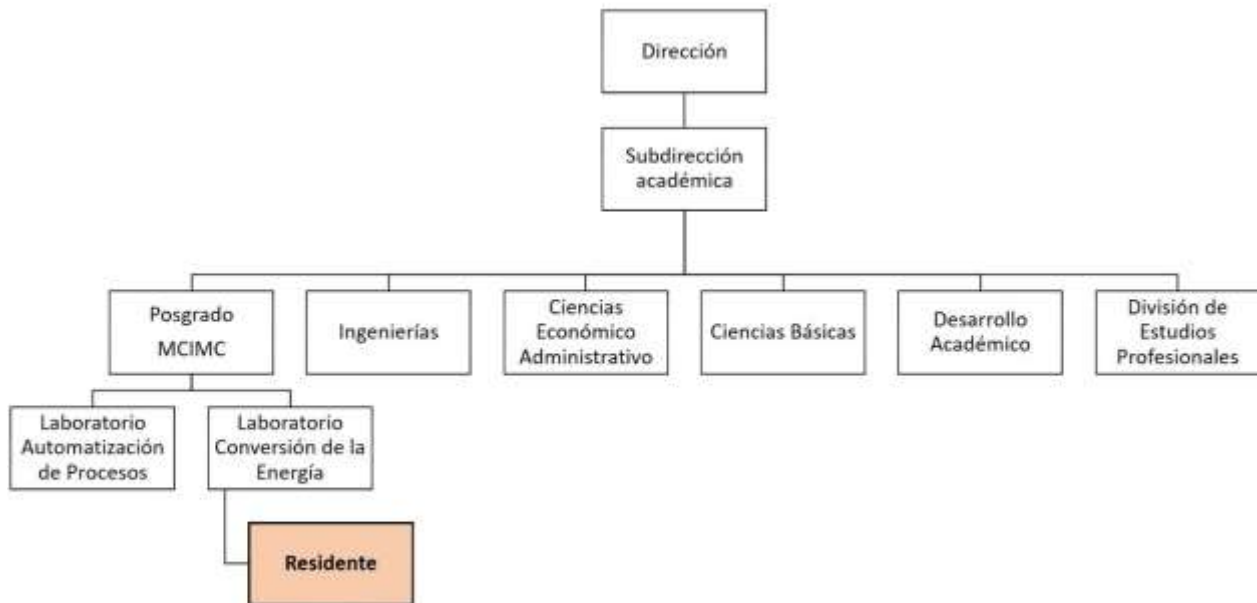 Dirección
Subdirección
académica
Posgrado
MCIMC
Ingenierías
Ciencias
Económico
Administrativo
Ciencias Básicas
Desarrollo
Académico
División de
Estudios
Profesionales
Laboratorio
Automatización
de Procesos
Laboratorio
Conversión de la
Energía
Residente